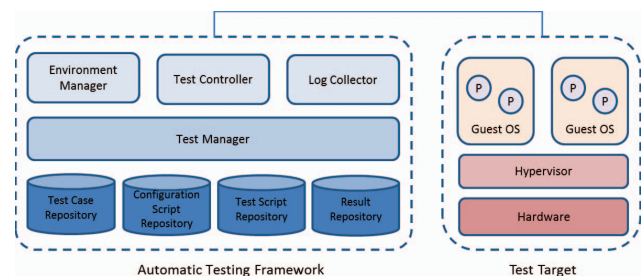 Environment
Manager
Test Controller
Log Collector
Test Manager
Test Case
Repository
Configuration
Script
Repository
Test Script
Repository
Result
Repository
Automatic Testing Framework
P
P
Guest OS
P
P
Guest OS
Hypervisor
Hardware
Test Target